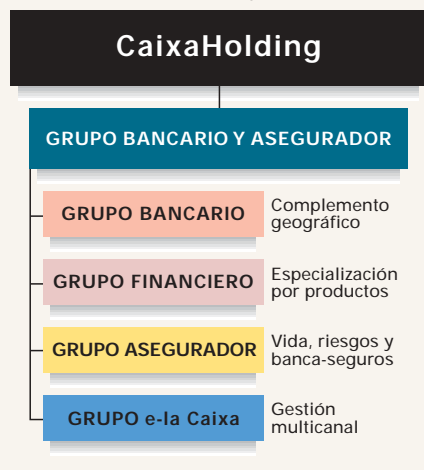 CaixaHolding
GRUPO BANCARIO Y ASEGURADOR
GRUPO BANCARIO
Complemento
geográfico
GRUPO FINANCIERO
Especialización
por productos
GRUPO ASEGURADOR
Vida, riesgos y
banca-seguros
GRUPO e-la Caixa
Gestión
multicanal